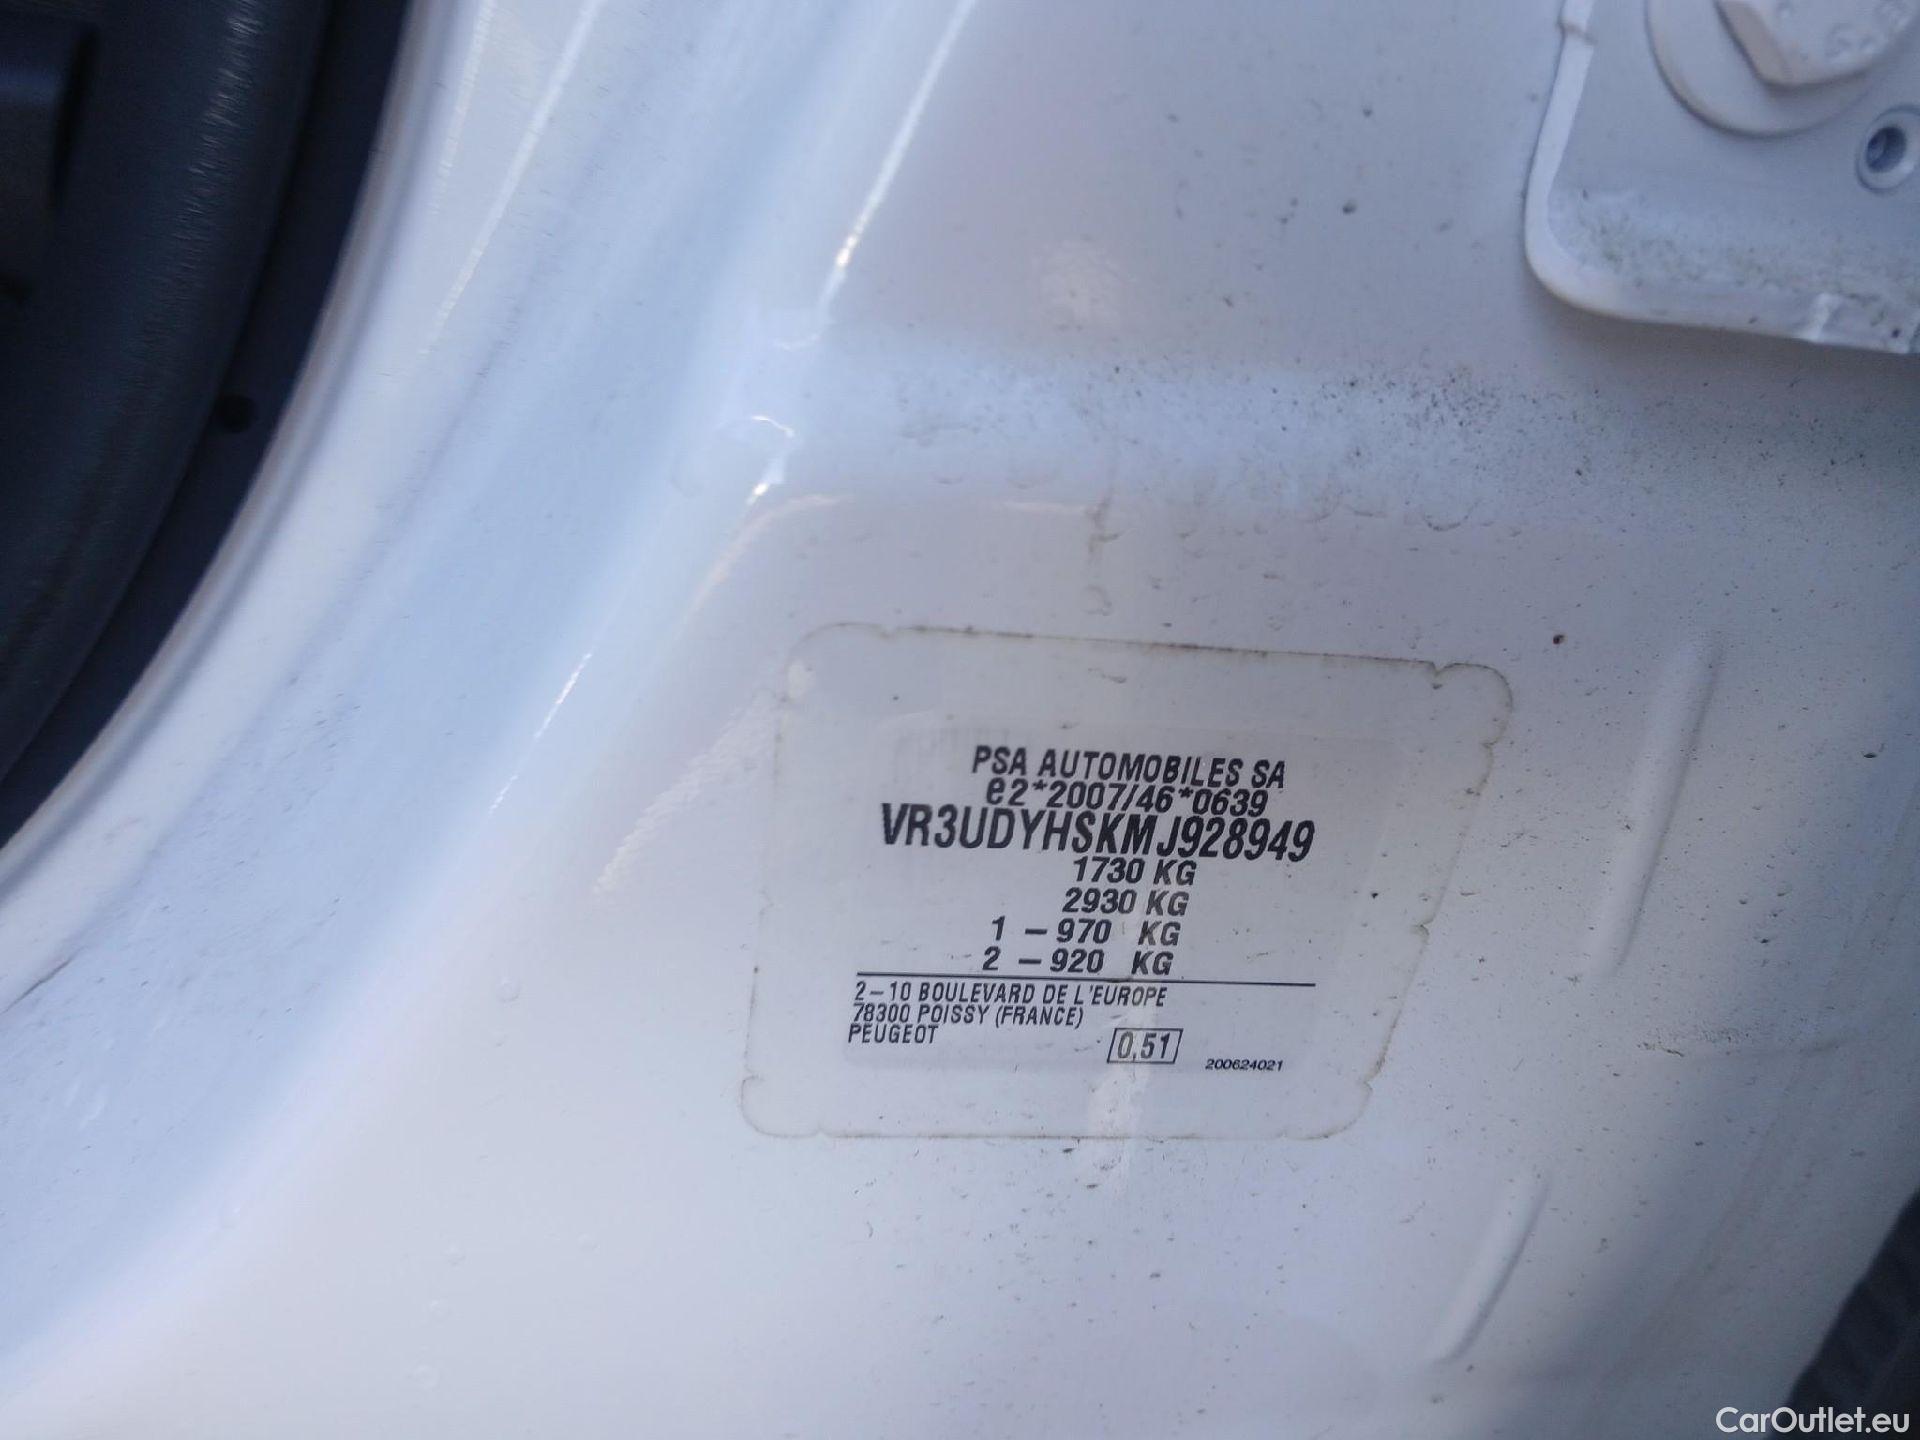 PSA AUTOMOBILES SA
e2*2007/46*0639
VR3UDYHSKMJ928949
1730 KG
2930 KG
1 - 970 KG
2 - 920 KG
2-10 BOULEVARD DE L'EUROPE
78300 POISSY (FRANCE)
PEUGEOT
0,51
200624021
CarOutlet.eu